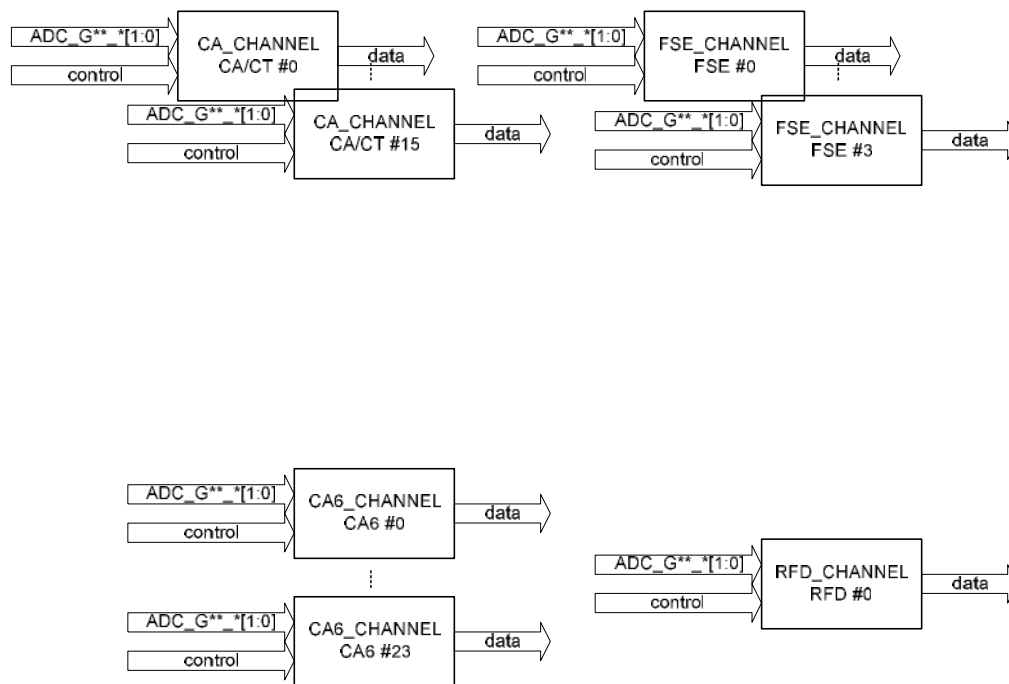 ADC_G**_*[1:0]
control
CA_CHANNEL
CA/CT #0
data
ADC_G**_*[1:0]
control
CA_CHANNEL
CA/CT #15
data
ADC_G**_*[1:0]
control
FSE_CHANNEL
FSE #0
data
ADC_G**_*[1:0]
control
FSE_CHANNEL
FSE #3
data
ADC_G**_*[1:0]
control
CA6_CHANNEL
CA6 #0
data
ADC_G**_*[1:0]
control
CA6_CHANNEL
CA6 #23
data
ADC_G**_*[1:0]
control
RFD_CHANNEL
RFD #0
data